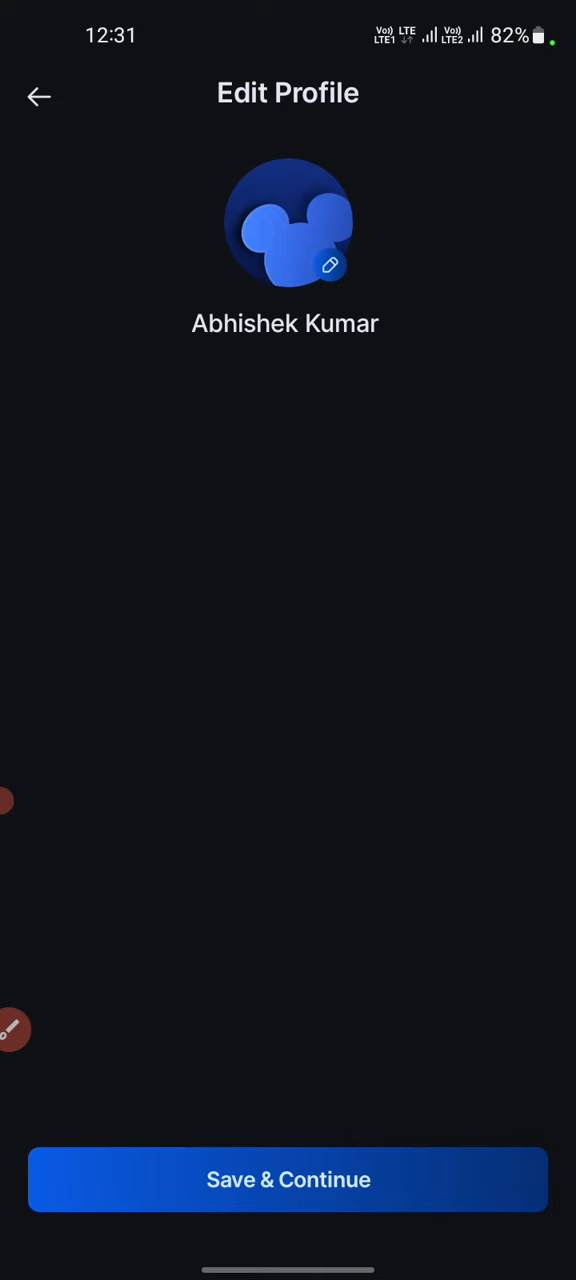 12:31
Vo)) LTE1 LTE Vo)) LTE2 82%
Edit Profile
Abhishek Kumar
Save & Continue